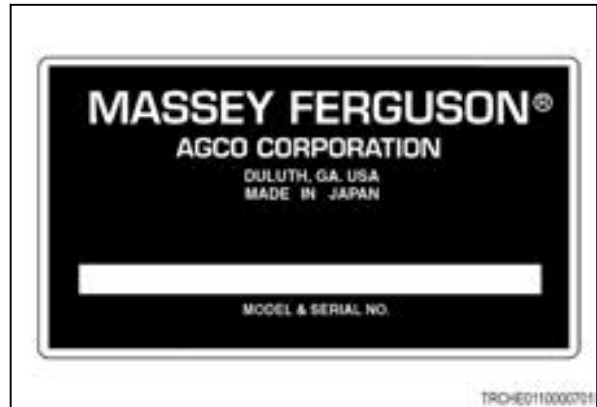 MASSEY FERGUSON®
AGCO CORPORATION
DULUTH, GA. USA
MADE IN JAPAN
MODEL & SERIAL NO.
TRCHE0110000701